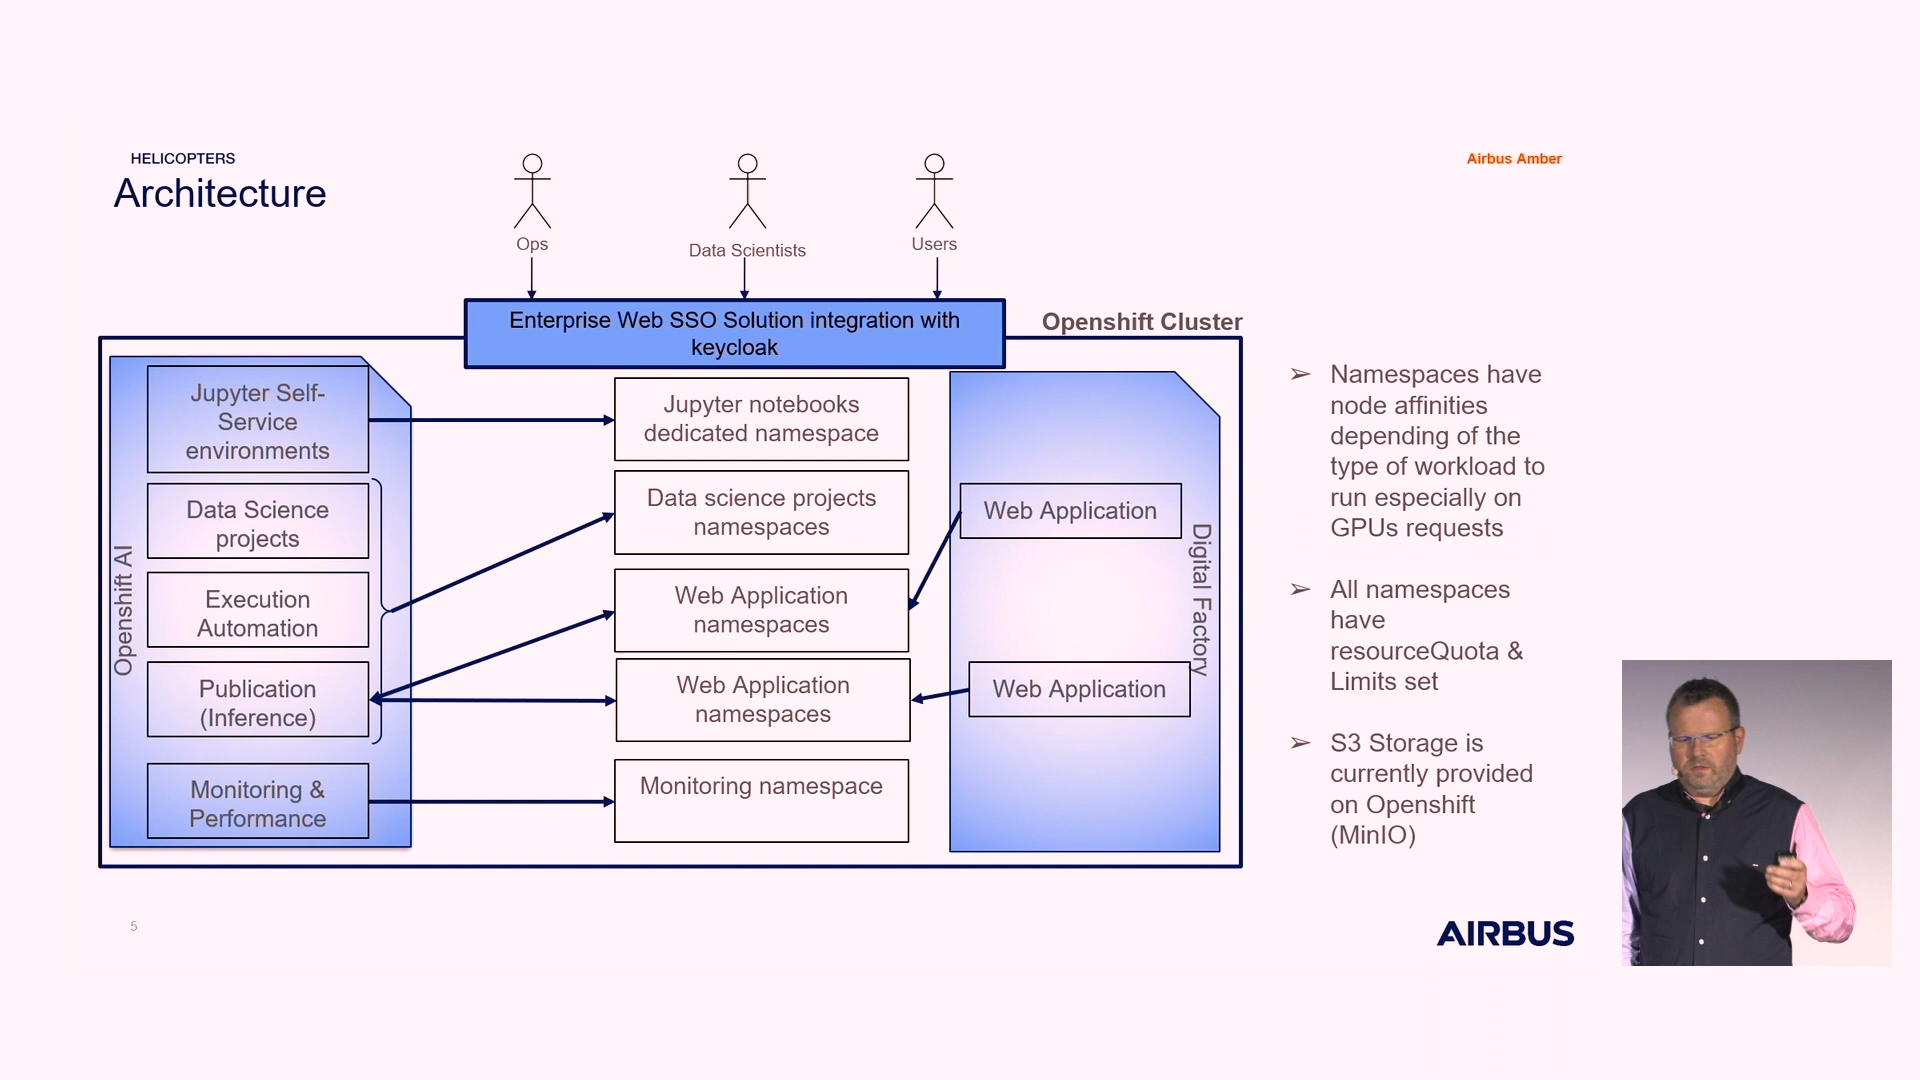 HELICOPTERS
Architecture
Airbus Amber
Ops
Data Scientists
Users
Enterprise Web SSO Solution integration with
keycloak
Openshift Cluster
Openshift AI
Jupyter Self-
Service
environments
Data Science
projects
Execution
Automation
Publication
(Inference)
Monitoring &
Performance
Jupyter notebooks
dedicated namespace
Data science projects
namespaces
Web Application
namespaces
Web Application
namespaces
Monitoring namespace
Web Application
Web Application
Digital Factory
➢ Namespaces have
node affinities
depending of the
type of workload to
run especially on
GPUs requests
➢ All namespaces
have
resourceQuota &
Limits set
➢ S3 Storage is
currently provided
on Openshift
(MinIO)
5
AIRBUS